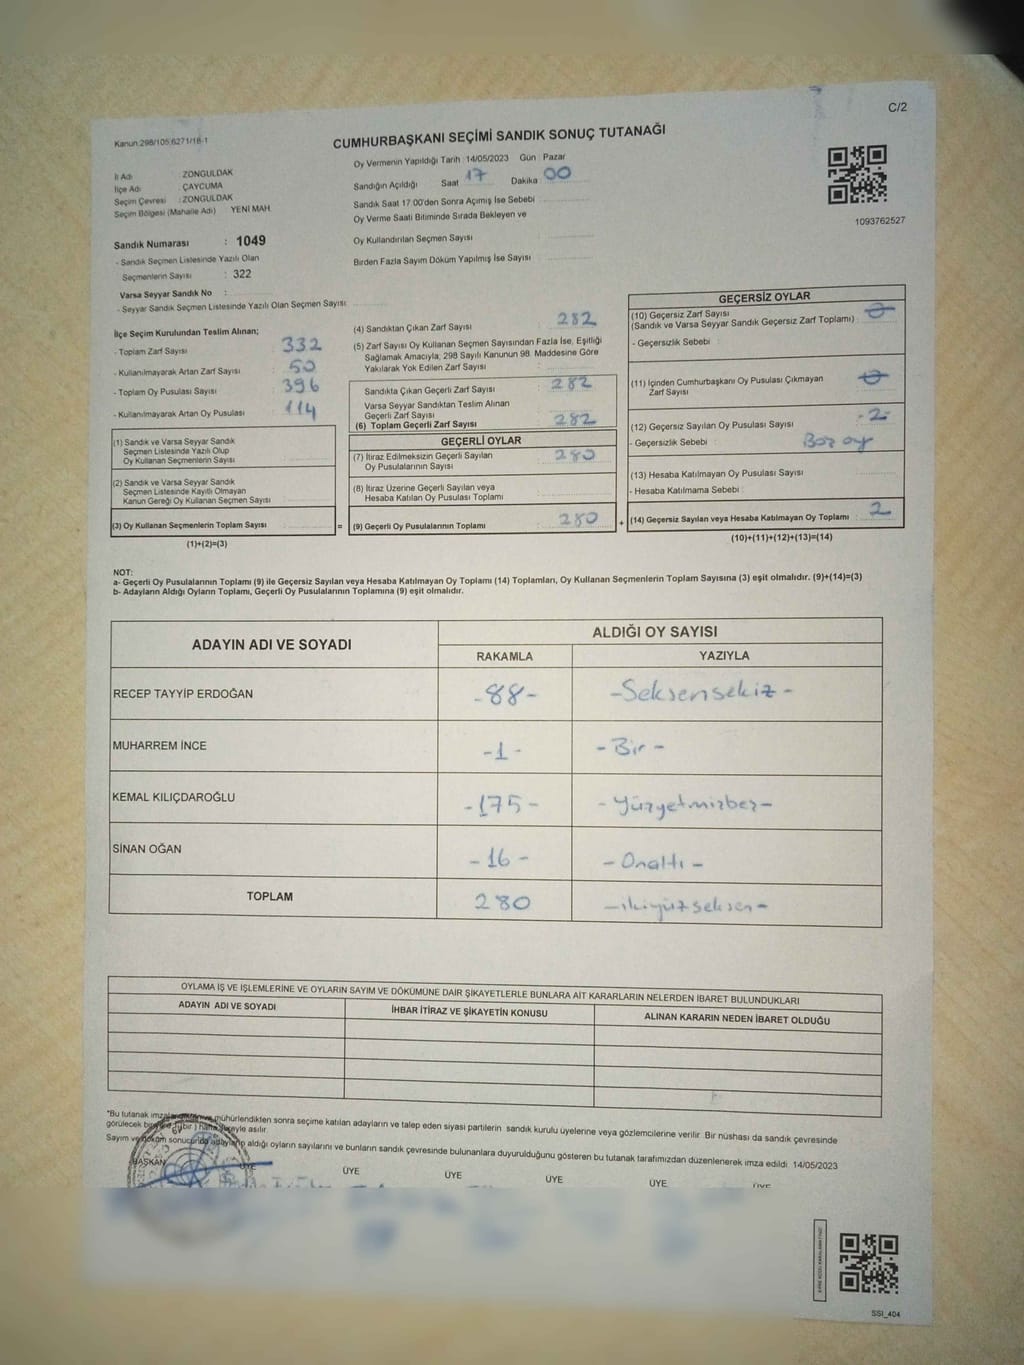 C/2
Kanun:298/105;6271/18-1
CUMHURBAŞKANI SEÇİMİ SANDIK SONUÇ TUTANAĞI
İl Adı : ZONGULDAK
İlçe Adı : ÇAYCUMA
Seçim Çevresi : ZONGULDAK
Seçim Bölgesi (Mahalle Adı) YENİ MAH.
Sandık Numarası : 1049
- Sandık Seçmen Listesinde Yazılı Olan
Seçmenlerin Sayısı : 322
Varsa Seyyar Sandık No :
- Seyyar Sandık Seçmen Listesinde Yazılı Olan Seçmen Sayısı:
Oy Vermenin Yapıldığı Tarih 14/05/2023 Gün Pazar
Sandığın Açıldığı Saat 17 Dakika 00
Sandık Saat 17:00'den Sonra Açımış İse Sebebi :
Oy Verme Saati Bitiminde Sırada Bekleyen ve
Oy Kullandırılan Seçmen Sayısı :
Birden Fazla Sayım Döküm Yapılmış İse Sayısı :
1093762527
İlçe Seçim Kurulundan Teslim Alınan;
- Toplam Zarf Sayısı : 332
- Kullanılmayarak Artan Zarf Sayısı : 50
- Toplam Oy Pusulası Sayısı : 396
- Kullanılmayarak Artan Oy Pusulası : 114
(1) Sandık ve Varsa Seyyar Sandık
Seçmen Listesinde Yazılı Olup
Oy Kullanan Seçmenlerin Sayısı :
(2) Sandık ve Varsa Seyyar Sandık
Seçmen Listesinde Kayıtlı Olmayan
Kanun Gereği Oy Kullanan Seçmen Sayısı :
(3) Oy Kullanan Seçmenlerin Toplam Sayısı :
(1)+(2)=(3)
(4) Sandıktan Çıkan Zarf Sayısı : 282
(5) Zarf Sayısı Oy Kullanan Seçmen Sayısından Fazla İse, Eşitliği
Sağlamak Amacıyla, 298 Sayılı Kanunun 98. Maddesine Göre
Yakılarak Yok Edilen Zarf Sayısı :
Sandıkta Çıkan Geçerli Zarf Sayısı : 282
Varsa Seyyar Sandıktan Teslim Alınan
Geçerli Zarf Sayısı :
(6) Toplam Geçerli Zarf Sayısı : 282
GEÇERLİ OYLAR
(7) İtiraz Edilmeksizin Geçerli Sayılan
Oy Pusulalarının Sayısı : 280
(8) İtiraz Üzerine Geçerli Sayılan veya
Hesaba Katılan Oy Pusulası Toplamı :
= (9) Geçerli Oy Pusulalarının Toplamı : 280
GEÇERSİZ OYLAR
(10) Geçersiz Zarf Sayısı
(Sandık ve Varsa Seyyar Sandık Geçersiz Zarf Toplamı) : 0
- Geçersizlik Sebebi :
(11) İçinden Cumhurbaşkanı Oy Pusulası Çıkmayan
Zarf Sayısı : 0
(12) Geçersiz Sayılan Oy Pusulası Sayısı : -2-
- Geçersizlik Sebebi : Boz oy
(13) Hesaba Katılmayan Oy Pusulası Sayısı :
- Hesaba Katılmama Sebebi :
+ (14) Geçersiz Sayılan veya Hesaba Katılmayan Oy Toplamı : 2
(10)+(11)+(12)+(13)=(14)
NOT:
a- Geçerli Oy Pusulalarının Toplamı (9) ile Geçersiz Sayılan veya Hesaba Katılmayan Oy Toplamı (14) Toplamları, Oy Kullanan Seçmenlerin Toplam Sayısına (3) eşit olmalıdır. (9)+(14)=(3)
b- Adayların Aldığı Oyların Toplamı, Geçerli Oy Pusulalarının Toplamına (9) eşit olmalıdır.
ADAYIN ADI VE SOYADI
ALDIĞI OY SAYISI
RAKAMLA YAZIYLA
RECEP TAYYİP ERDOĞAN -88- -Seksensekiz-
MUHARREM İNCE -1- -Bir-
KEMAL KILIÇDAROĞLU -175- -Yüzyetmizbeş-
SİNAN OĞAN -16- -Onaltı-
TOPLAM 280 -ikiyüzseksen-
OYLAMA İŞ VE İŞLEMLERİNE VE OYLARIN SAYIM VE DÖKÜMÜNE DAİR ŞİKAYETLERLE BUNLARA AİT KARARLARIN NELERDEN İBARET BULUNDUKLARI
ADAYIN ADI VE SOYADI İHBAR İTİRAZ VE ŞİKAYETİN KONUSU ALINAN KARARIN NEDEN İBARET OLDUĞU
"Bu tutanak mühürlendikten sonra seçime katılan adayların ve talep eden siyasi partilerin sandık kurulu üyelerine veya gözlemcilerine verilir. Bir nüshası da sandık çevresinde
görülecek bir asılır.
Sayım ve döküm sonucunda adayların aldığı oyların sayılarını ve bunların sandık çevresinde bulunanlara duyurulduğunu gösteren bu tutanak tarafımızdan düzenlenerek imza edildi. 14/05/2023
BAŞKAN ÜYE ÜYE ÜYE ÜYE ÜYE ÜYE
SSI_404